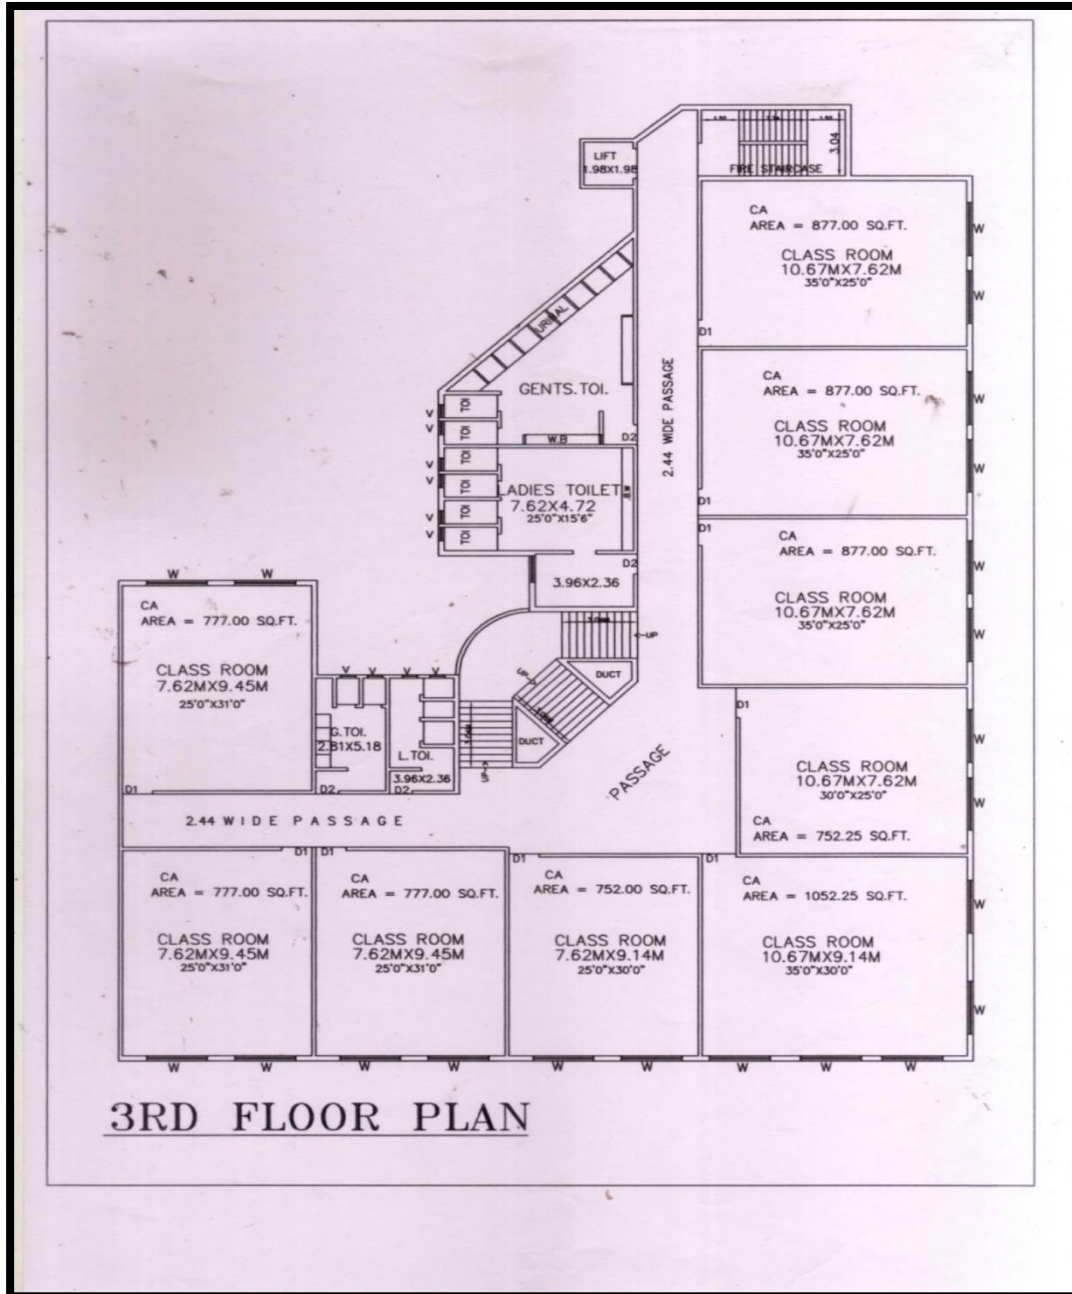 1.50 1.50
3.04
FIRE STAIRCASE
LIFT
1.98X1.98
CA
AREA = 877.00 SQ.FT.
CLASS ROOM
10.67MX7.62M
35'0"X25'0"
W
W
D1
URINAL
GENTS.TOI.
W.B
D2
V
V
TOI
TOI
2.44 WIDE PASSAGE
CA
AREA = 877.00 SQ.FT.
CLASS ROOM
10.67MX7.62M
35'0"X25'0"
W
W
D1
V
V
V
V
TOI
TOI
TOI
TOI
LADIES TOILET
7.62X4.72
25'0"X15'6"
D2
3.96X2.36
D1
CA
AREA = 877.00 SQ.FT.
CLASS ROOM
10.67MX7.62M
35'0"X25'0"
W
W
W W
CA
AREA = 777.00 SQ.FT.
CLASS ROOM
7.62MX9.45M
25'0"X31'0"
D1
V V V V
G.TOI.
2.81X5.18
D2
L.TOI.
3.96X2.36
D2
UP
UP
UP
DUCT
DUCT
PASSAGE
D1
CLASS ROOM
10.67MX7.62M
30'0"X25'0"
CA
AREA = 752.25 SQ.FT.
W
W
2.44 WIDE PASSAGE
D1
CA
AREA = 777.00 SQ.FT.
CLASS ROOM
7.62MX9.45M
25'0"X31'0"
W W
D1
CA
AREA = 777.00 SQ.FT.
CLASS ROOM
7.62MX9.45M
25'0"X31'0"
W W
D1
CA
AREA = 752.00 SQ.FT.
CLASS ROOM
7.62MX9.14M
25'0"X30'0"
W W
D1
CA
AREA = 1052.25 SQ.FT.
CLASS ROOM
10.67MX9.14M
35'0"X30'0"
W
W
W W W
3RD FLOOR PLAN